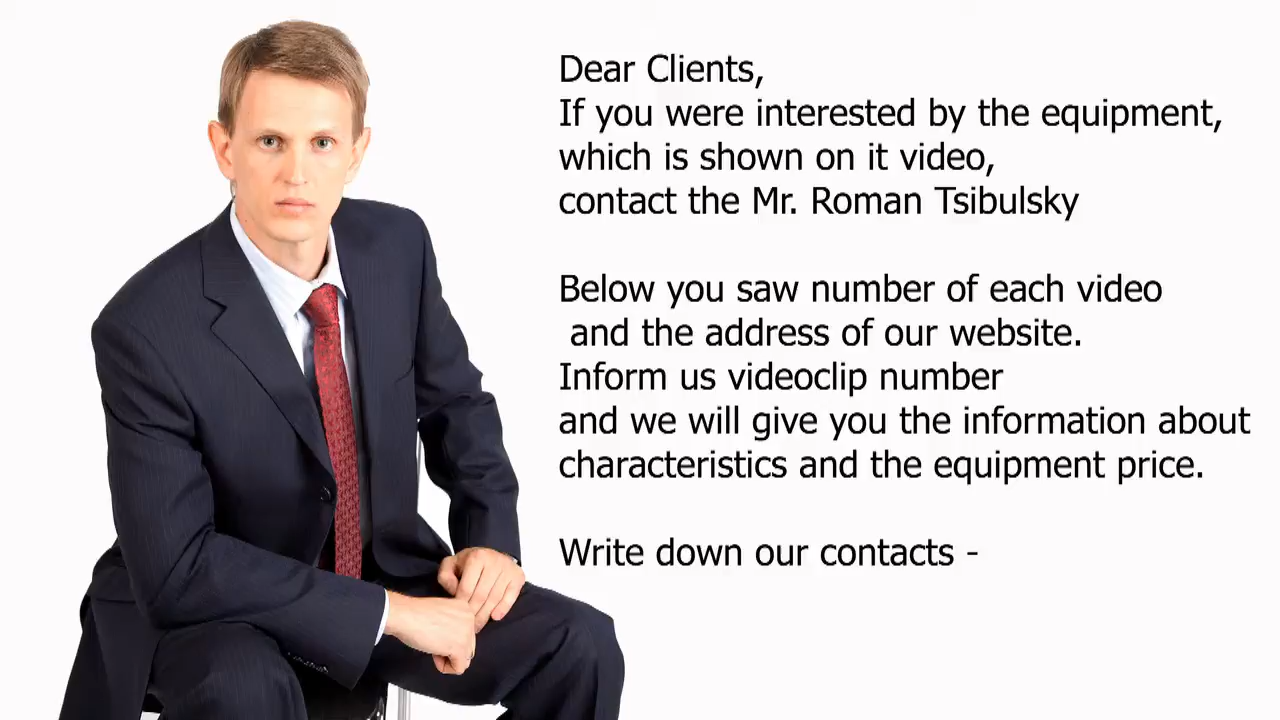 Dear Clients,
If you were interested by the equipment,
which is shown on it video,
contact the Mr. Roman Tsibulsky
Below you saw number of each video
and the address of our website.
Inform us videoclip number
and we will give you the information about
characteristics and the equipment price.
Write down our contacts -